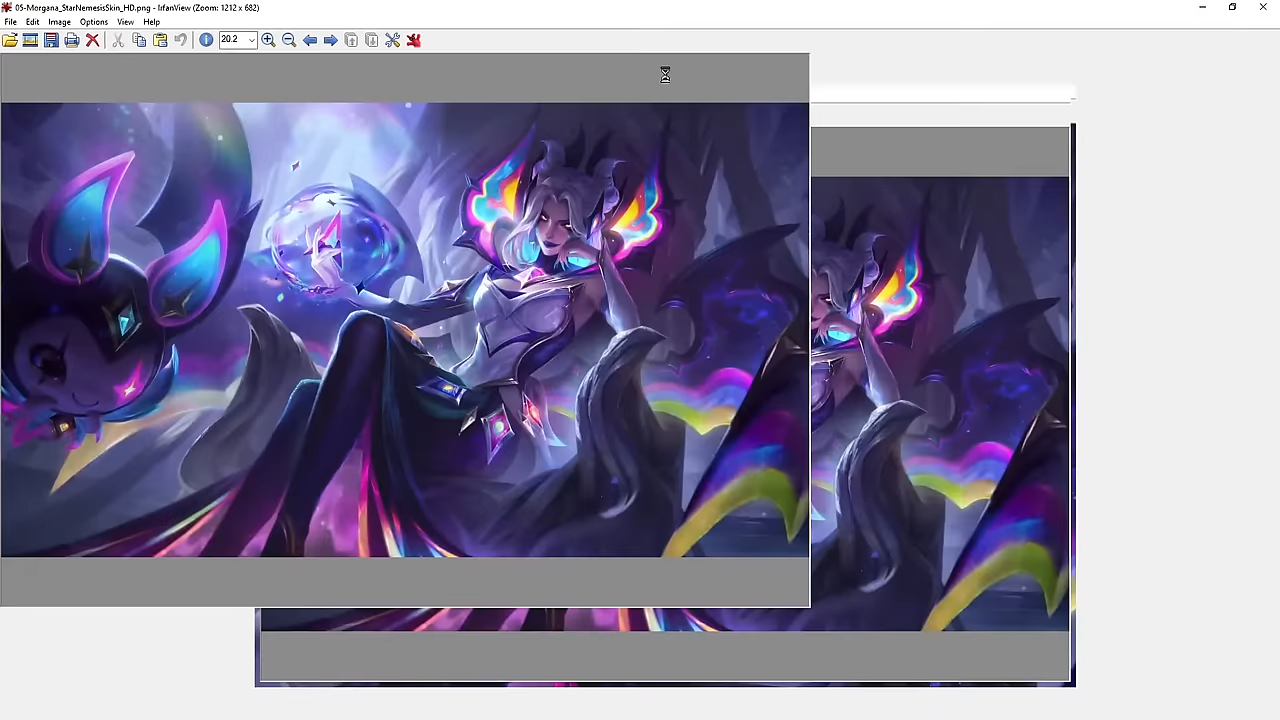 05-Morgana_StarNemesisSkin_HD.png - IrfanView (Zoom: 1212 x 682)
File Edit Image Options View Help
20.2